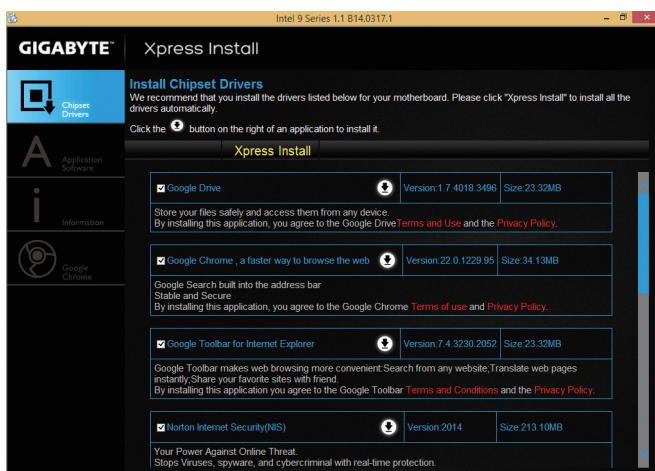 Intel 9 Series 1.1 B14.0317.1
GIGABYTE™
Xpress Install
Chipset
Drivers
Application
Software
Information
Google
Chrome
Install Chipset Drivers
We recommend that you install the drivers listed below for your motherboard. Please click "Xpress Install" to install all the
drivers automatically.
Click the button on the right of an application to install it.
Xpress Install
Google Drive Version:1.7.4018.3496 Size:23.32MB
Store your files safely and access them from any device.
By installing this application, you agree to the Google DriveTerms and Use and the Privacy Policy.
Google Chrome , a faster way to browse the web Version:22.0.1229.95 Size:34.13MB
Google Search built into the address bar
Stable and Secure
By installing this application, you agree to the Google Chrome Terms of use and Privacy Policy.
Google Toolbar for Internet Explorer Version:7.4.3230.2052 Size:23.32MB
Google Toolbar makes web browsing more convenient:Search from any website;Translate web pages
instantly;Share your favorite sites with friend.
By installing this application you agree to the Google Toolbar Terms and Conditions and the Privacy Policy.
Norton Internet Security(NIS) Version:2014 Size:213.10MB
Your Power Against Online Threat.
Stops Viruses, spyware, and cybercriminal with real-time protection.